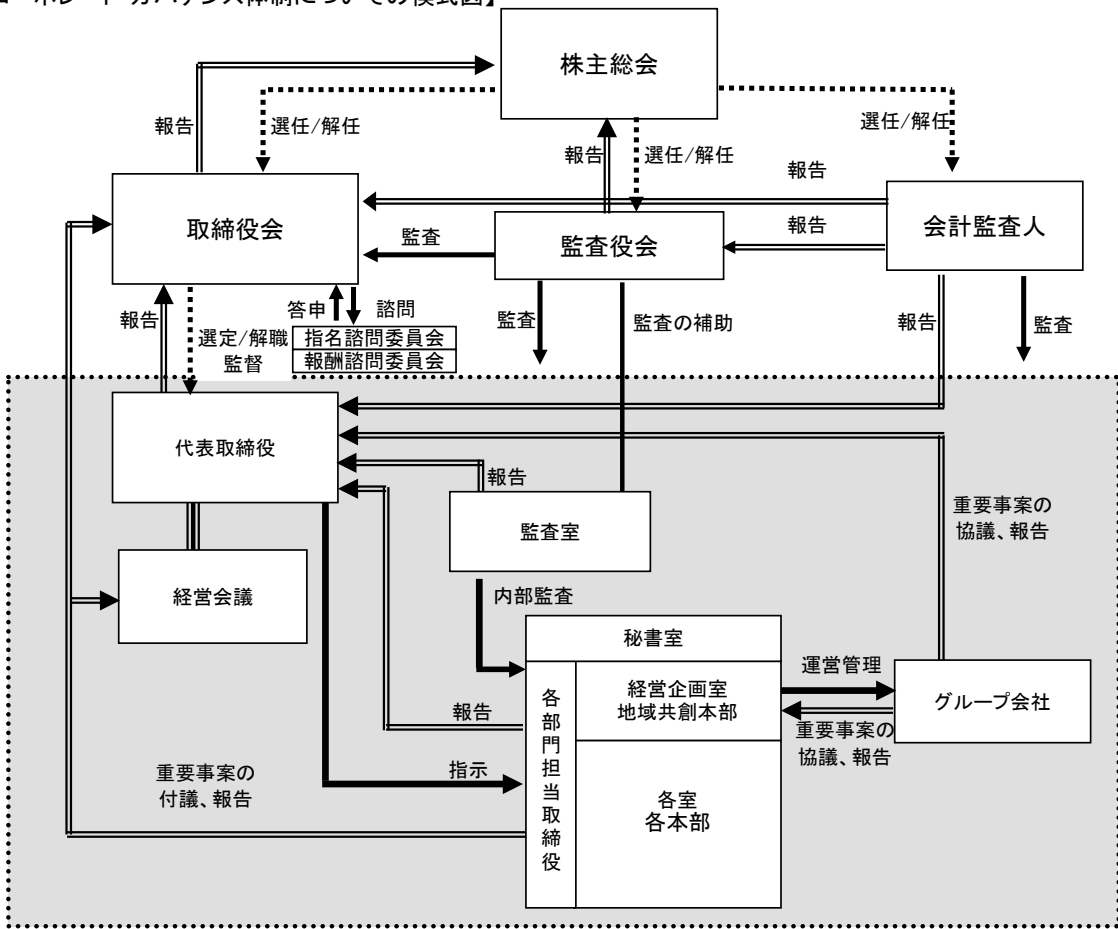 コーポレート・ガバナンス体制についての模式図】
株主総会
報告
選任/解任
報告
選任/解任
選任/解任
報告
取締役会
監査
監査役会
報告
会計監査人
報告
選定/解職
監督
答申
諮問
指名諮問委員会
報酬諮問委員会
監査
監査の補助
報告
監査
代表取締役
報告
監査室
重要事案の
協議、報告
経営会議
内部監査
秘書室
各部門担当取締役
経営企画室
地域共創本部
運営管理
グループ会社
報告
重要事案の
協議、報告
指示
重要事案の
付議、報告
各室
各本部